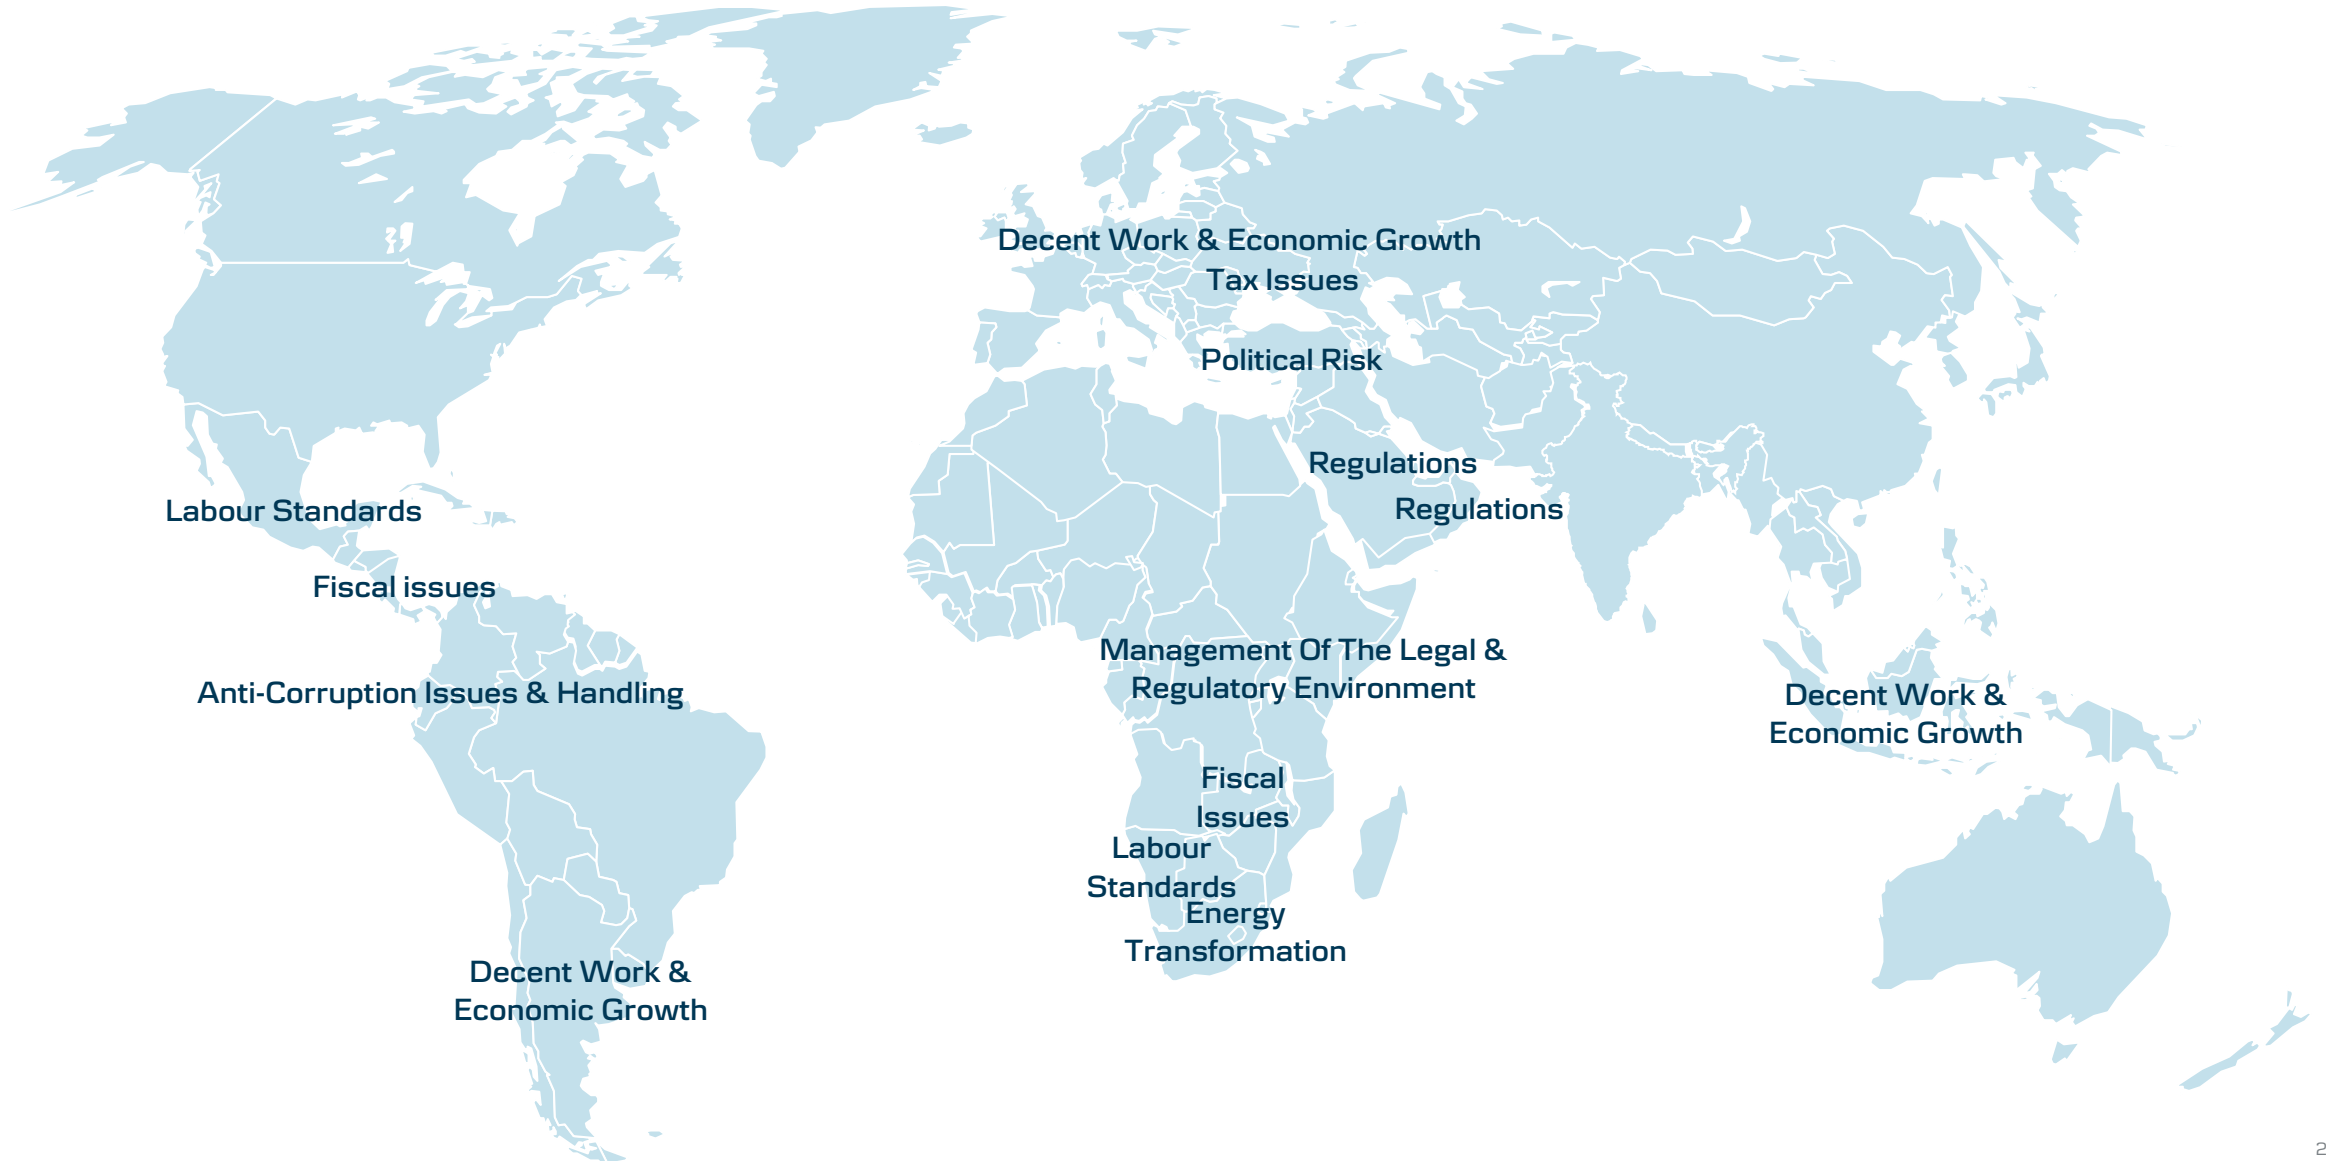 Decent Work & Economic Growth
Tax Issues
Political Risk
Regulations
Regulations
Labour Standards
Fiscal issues
Anti-Corruption Issues & Handling
Management Of The Legal &
Regulatory Environment
Decent Work &
Economic Growth
Fiscal
Issues
Labour
Standards
Energy
Transformation
Decent Work &
Economic Growth
2